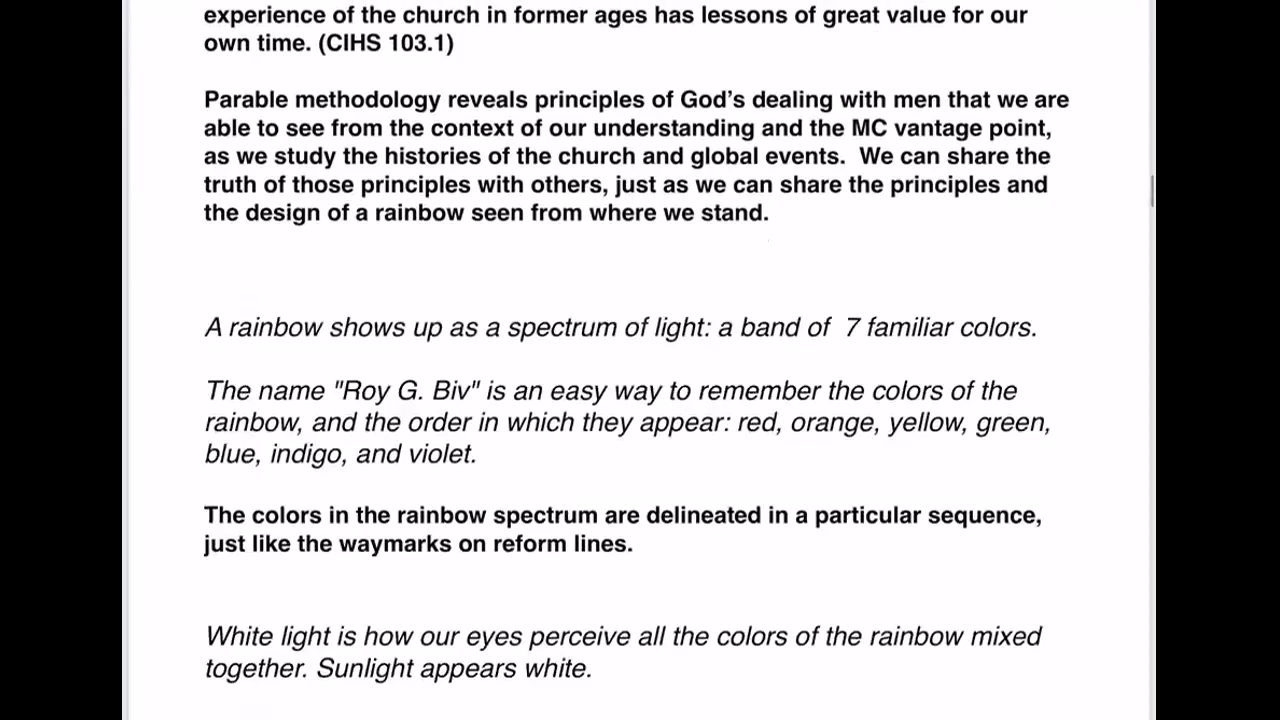 experience of the church in former ages has lessons of great value for our
own time. (CIHS 103.1)
Parable methodology reveals principles of God’s dealing with men that we are
able to see from the context of our understanding and the MC vantage point,
as we study the histories of the church and global events.  We can share the
truth of those principles with others, just as we can share the principles and
the design of a rainbow seen from where we stand.
A rainbow shows up as a spectrum of light: a band of  7 familiar colors.
The name "Roy G. Biv" is an easy way to remember the colors of the
rainbow, and the order in which they appear: red, orange, yellow, green,
blue, indigo, and violet.
The colors in the rainbow spectrum are delineated in a particular sequence,
just like the waymarks on reform lines.
White light is how our eyes perceive all the colors of the rainbow mixed
together. Sunlight appears white.